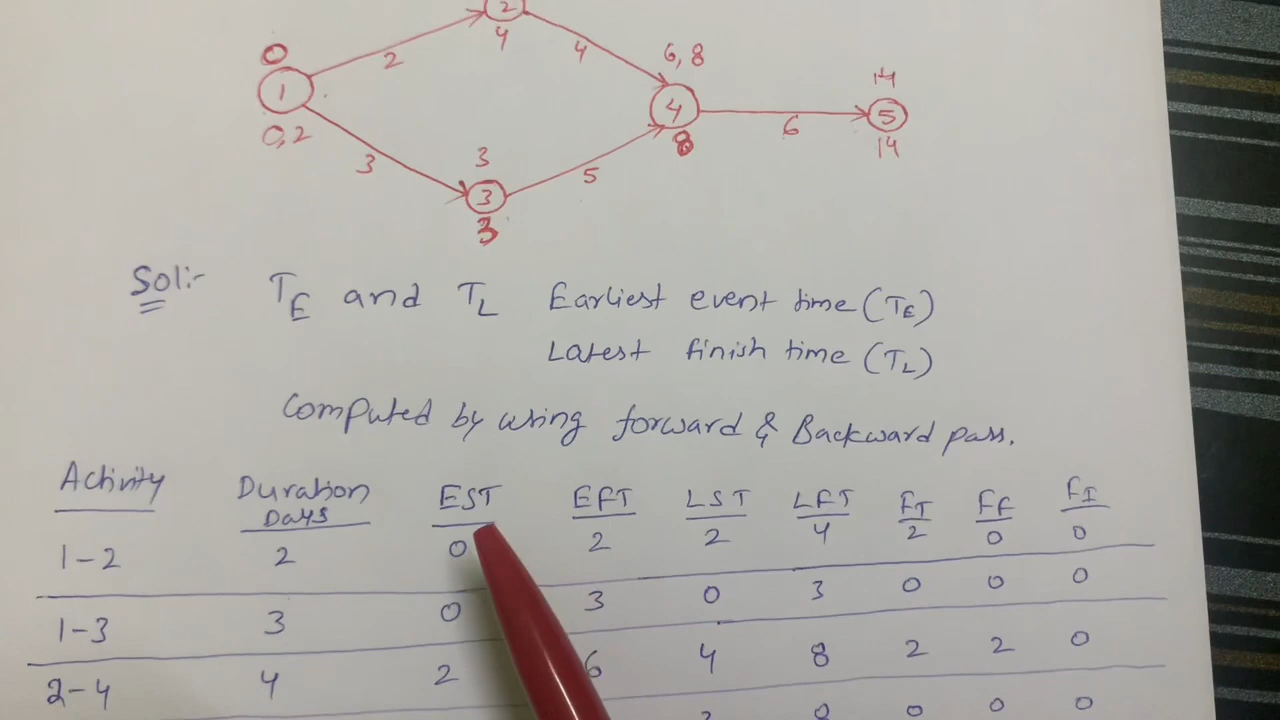 2
4
2
4
0
1
0,2
6,8
4
8
14
5
14
6
3
3
3
3
5
Sol:-
TE and TL Earliest event time (TE)
Latest finish time (TL)
Computed by using forward & Backward pass.
Activity Duration Days EST EFT LST LFT FT FF FI
1-2 2 0 2 2 4 2 0 0
1-3 3 0 3 0 3 0 0 0
2-4 4 2 6 4 8 2 2 0
0 0 0